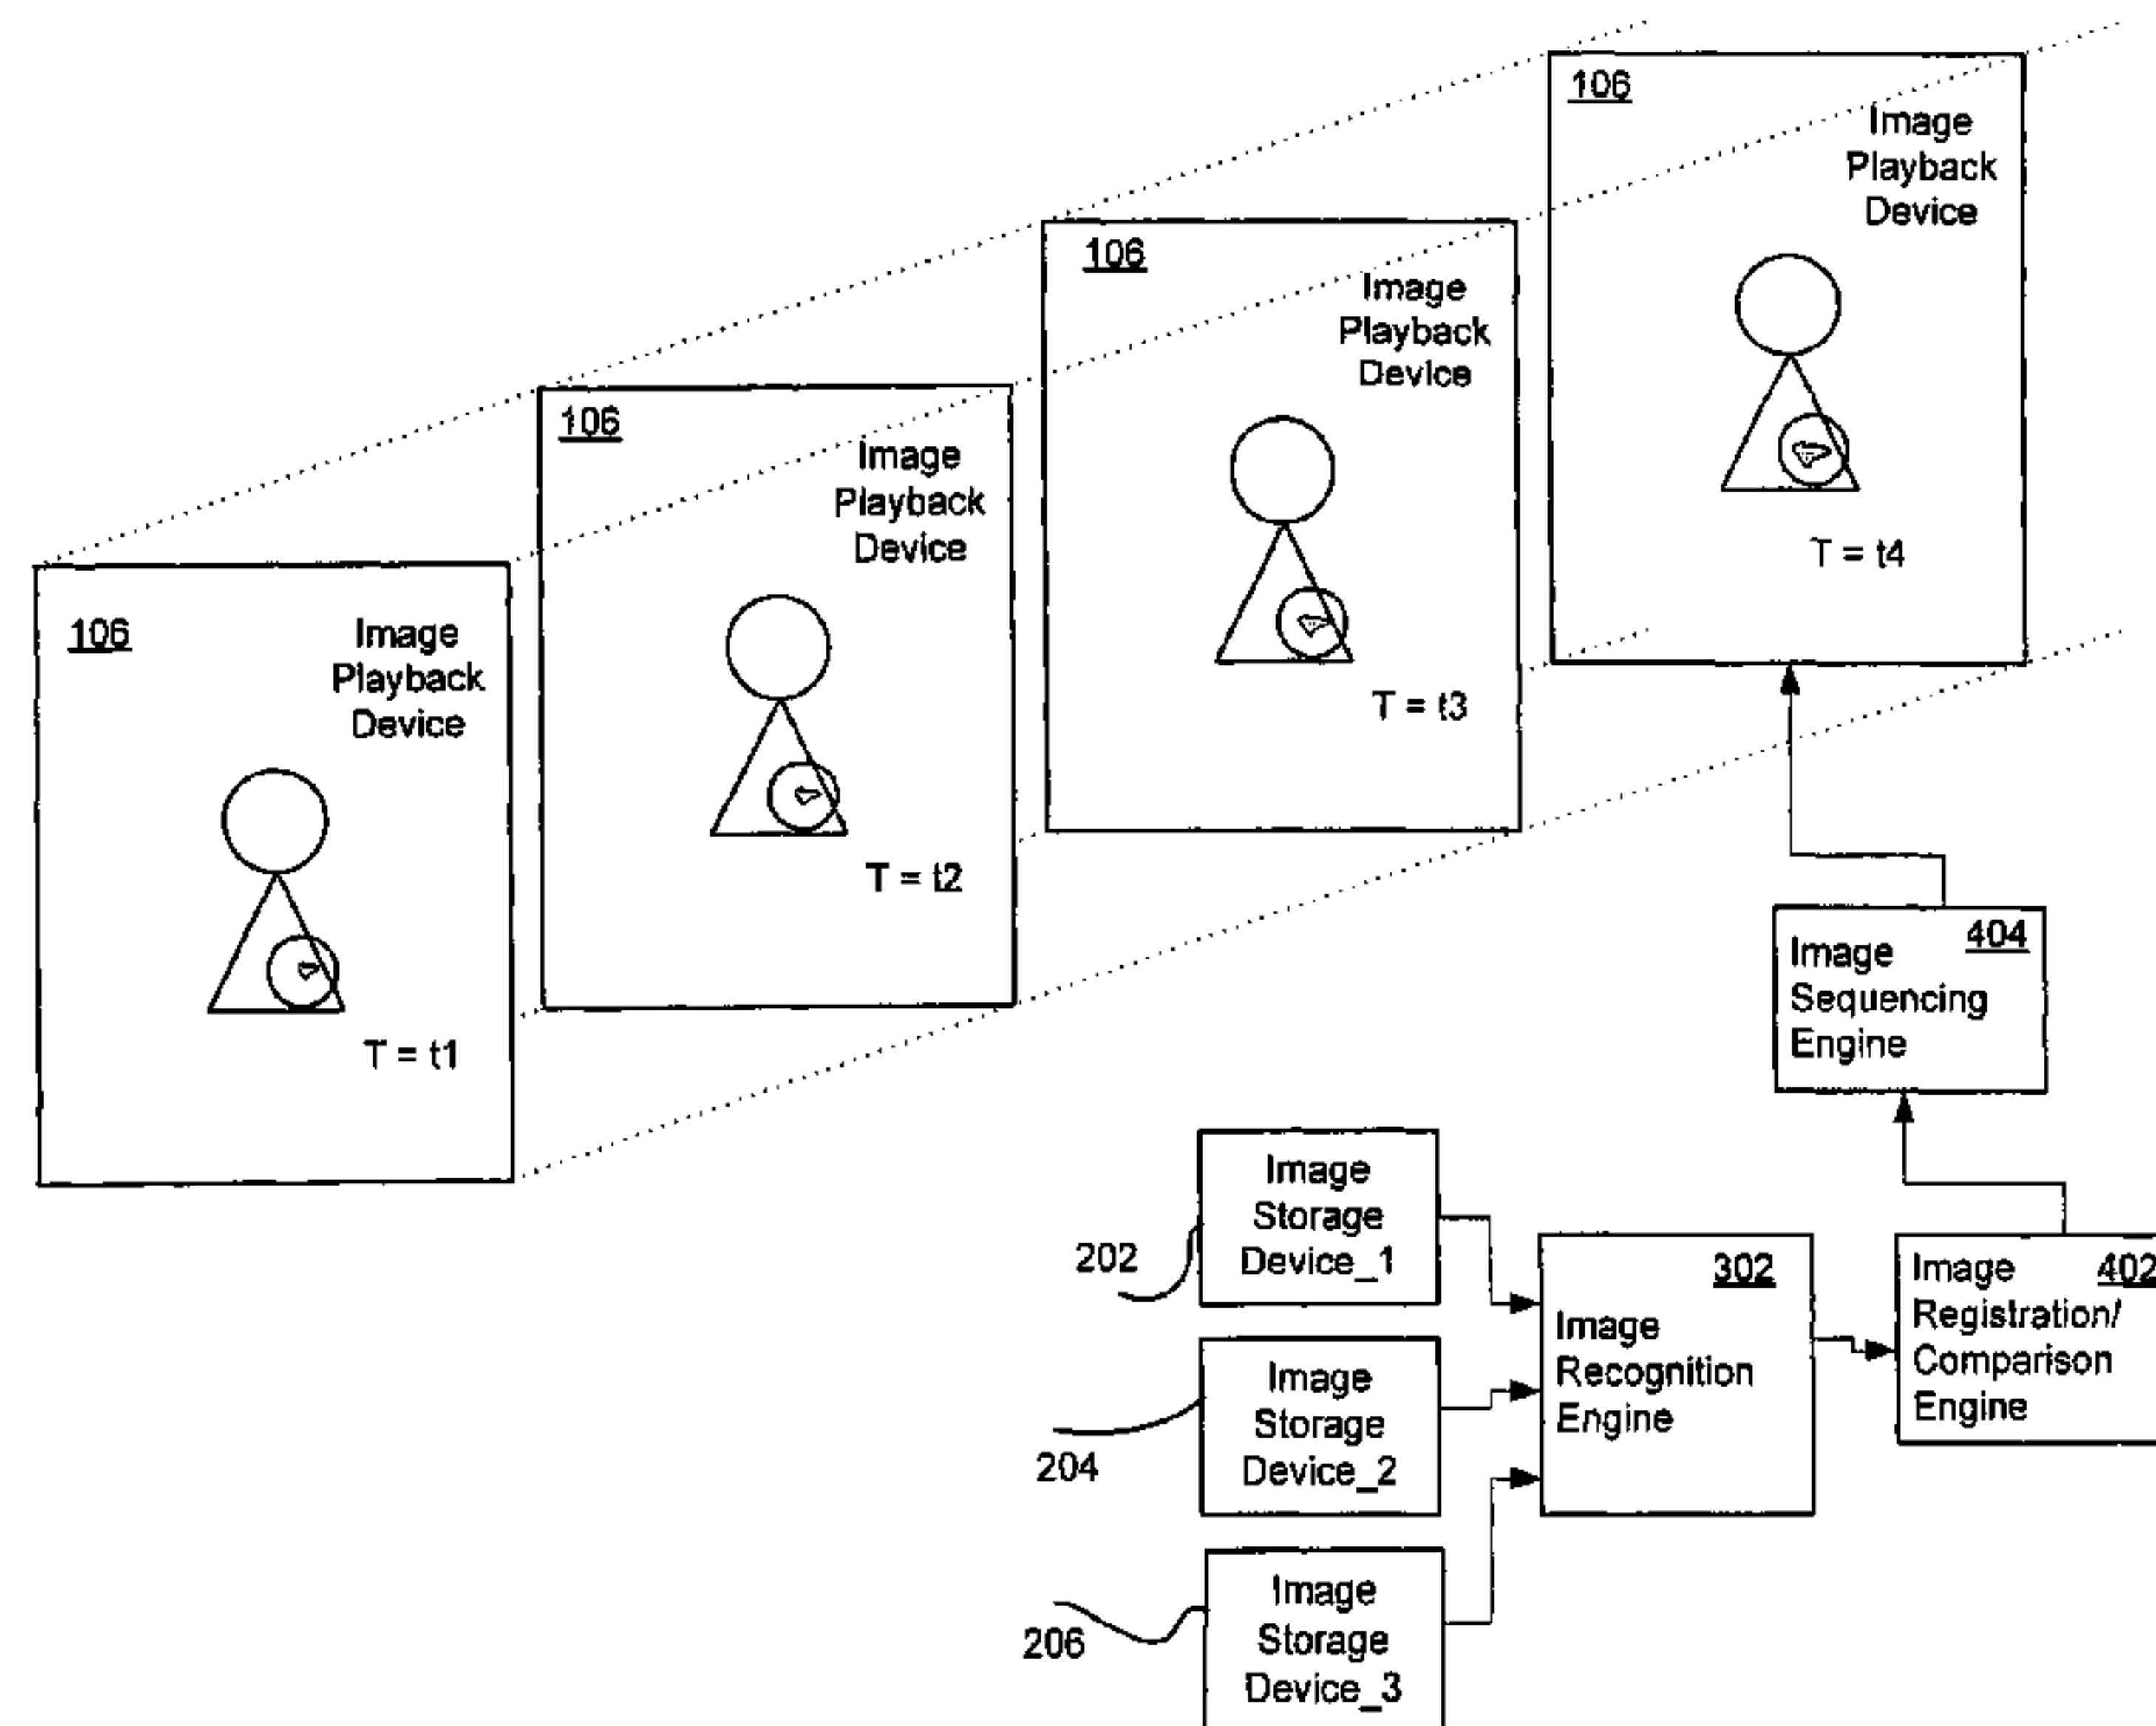 106
Image
Playback
Device
T = t1
106
Image
Playback
Device
T = t2
106
Image
Playback
Device
T = t3
106
Image
Playback
Device
T = t4
404
Image
Sequencing
Engine
202
Image
Storage
Device_1
204
Image
Storage
Device_2
206
Image
Storage
Device_3
302
Image
Recognition
Engine
Image 402
Registration/
Comparison
Engine